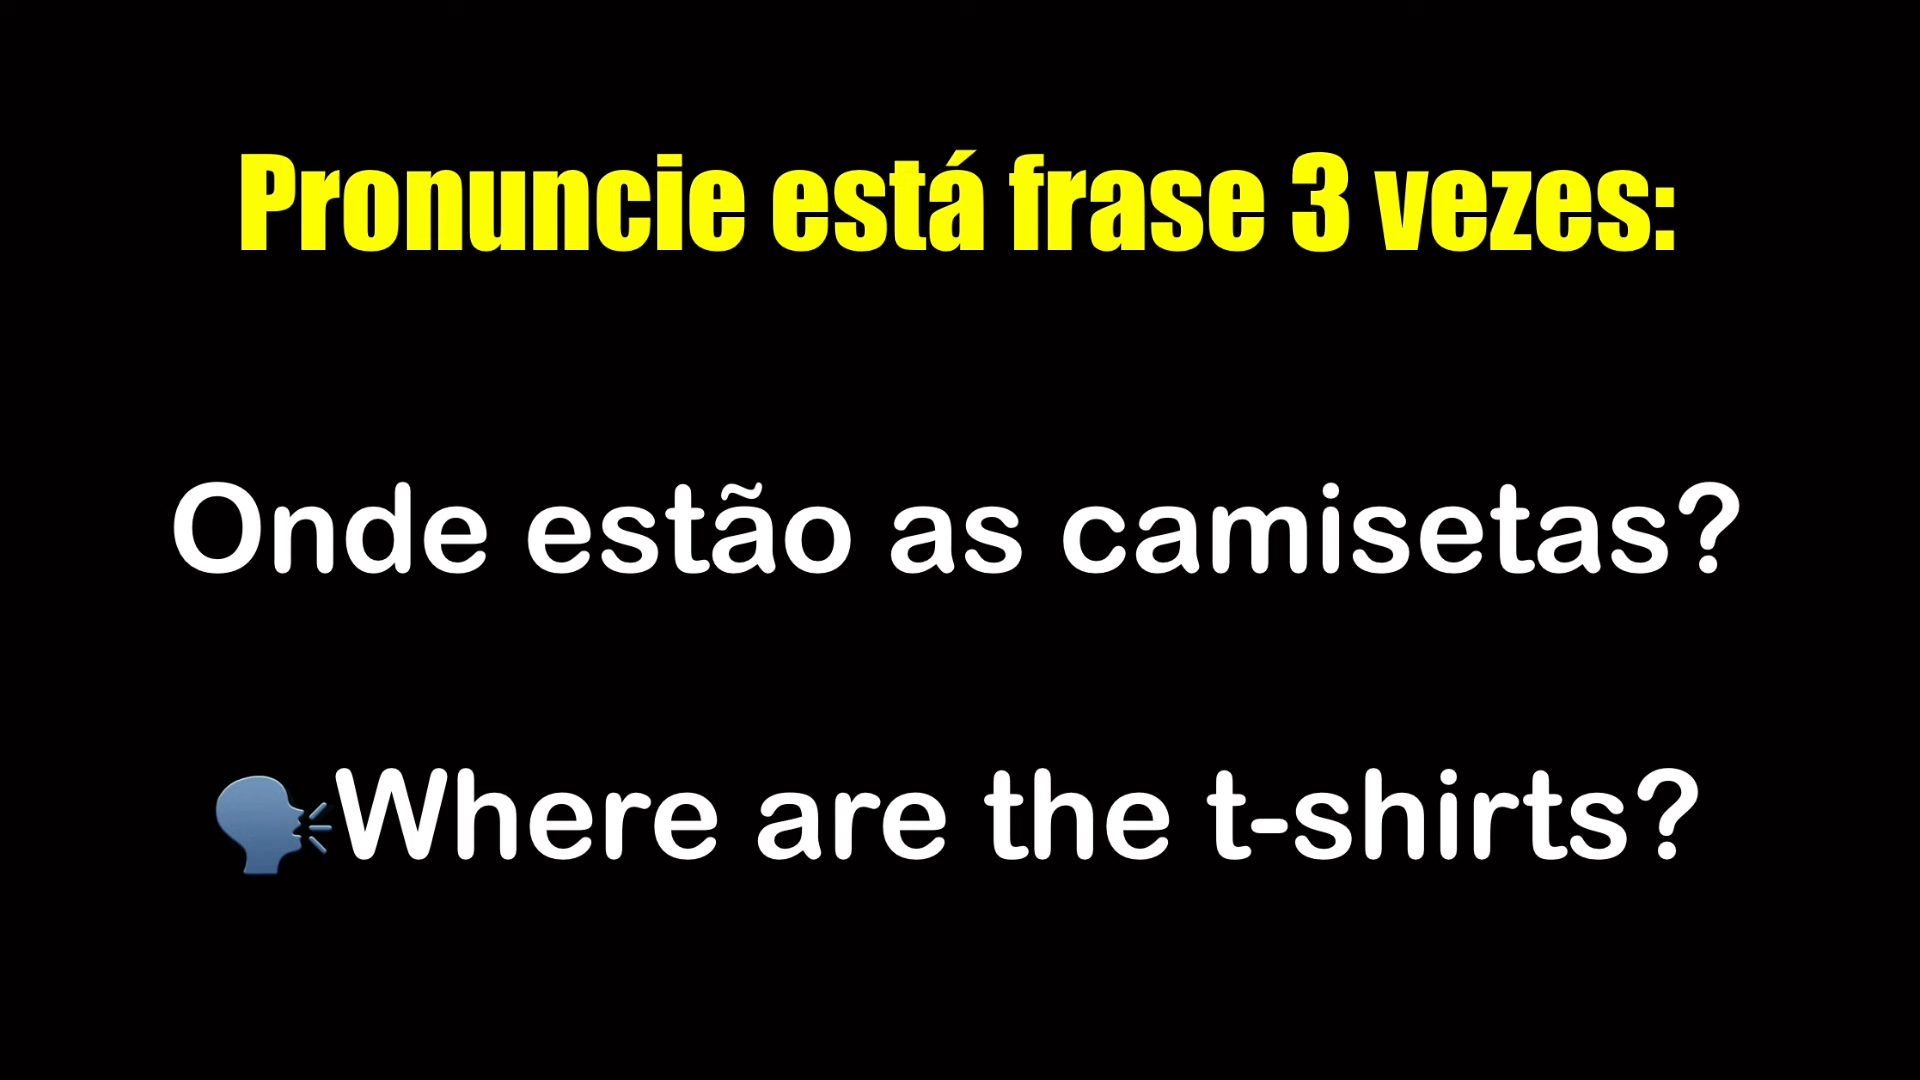 Pronuncie está frase 3 vezes:
Onde estão as camisetas?
🗣Where are the t-shirts?